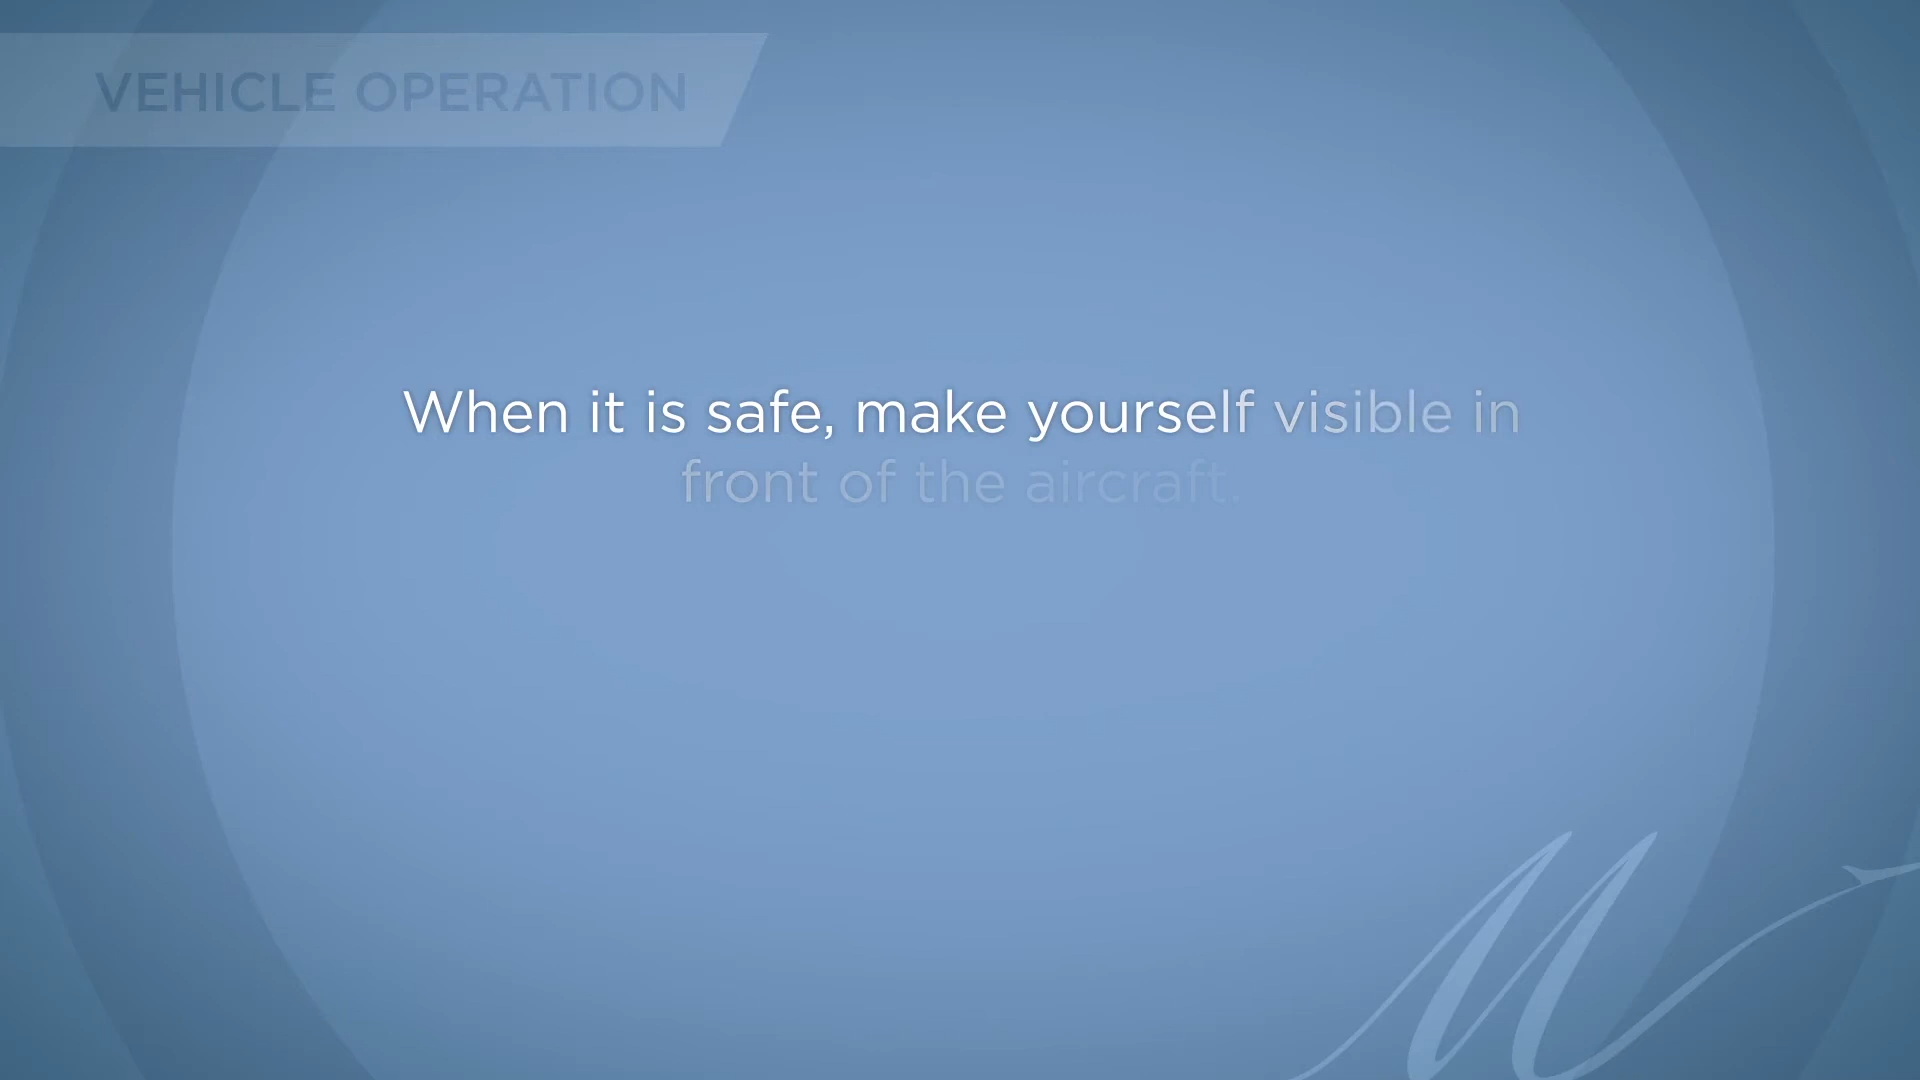 VEHICLE OPERATION
When it is safe, make yourself visible in
front of the aircraft.